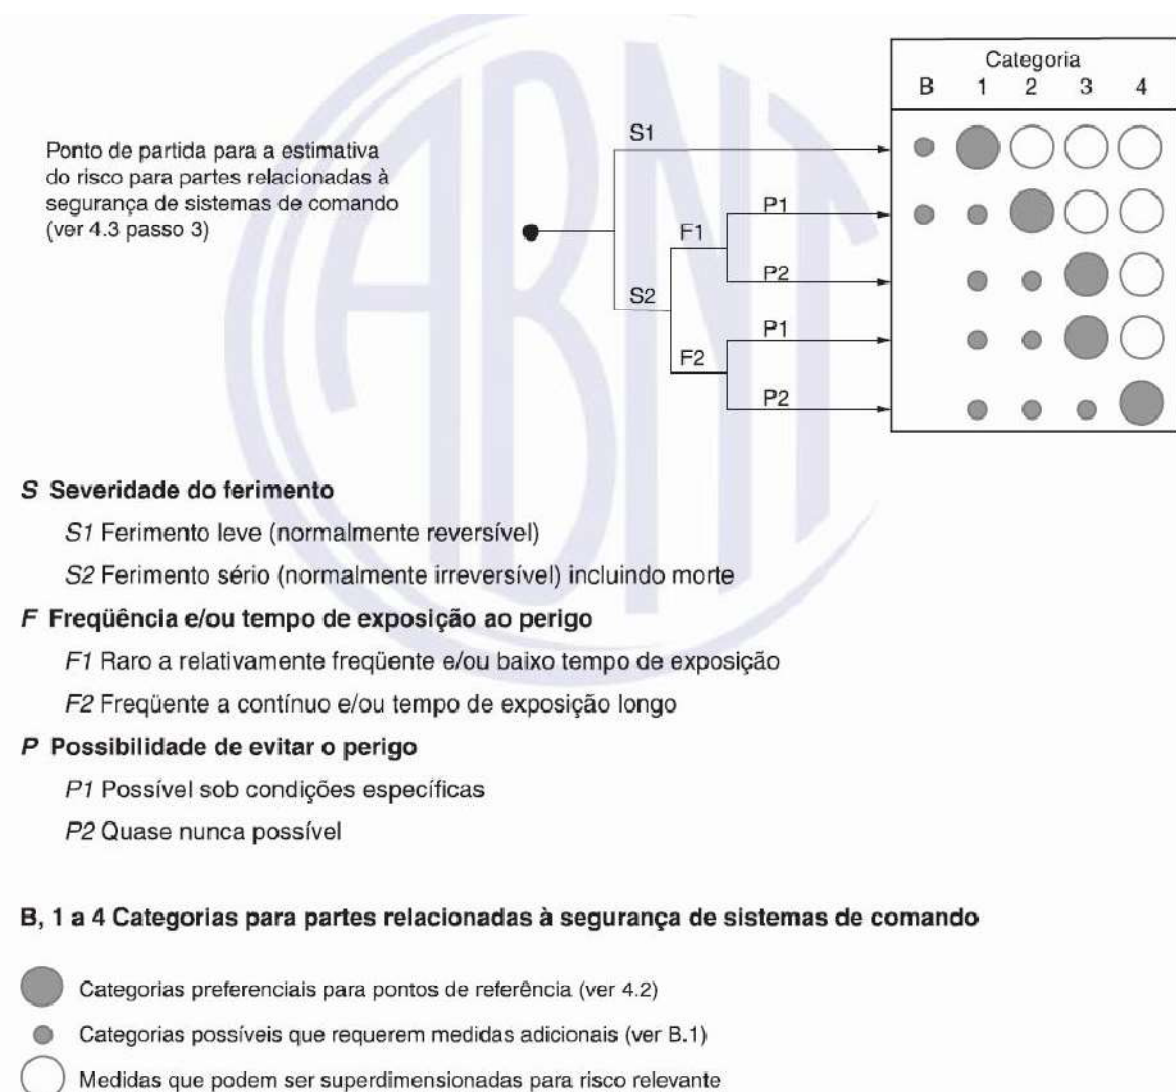 ABNT
Categoria
B 1 2 3 4
Ponto de partida para a estimativa
do risco para partes relacionadas à
segurança de sistemas de comando
(ver 4.3 passo 3)
S1
P1
F1
P2
S2
P1
F2
P2
S Severidade do ferimento
S1 Ferimento leve (normalmente reversível)
S2 Ferimento sério (normalmente irreversível) incluindo morte
F Freqüência e/ou tempo de exposição ao perigo
F1 Raro a relativamente freqüente e/ou baixo tempo de exposição
F2 Freqüente a contínuo e/ou tempo de exposição longo
P Possibilidade de evitar o perigo
P1 Possível sob condições específicas
P2 Quase nunca possível
B, 1 a 4 Categorias para partes relacionadas à segurança de sistemas de comando
Categorias preferenciais para pontos de referência (ver 4.2)
Categorias possíveis que requerem medidas adicionais (ver B.1)
Medidas que podem ser superdimensionadas para risco relevante